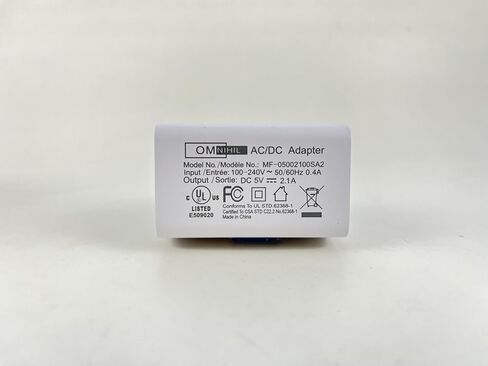 OMNIHIL AC/DC Adapter
Model No./Modèle No.: MF-05002100SA2
Input /Entrée: 100-240V~ 50/60Hz 0.4A
Output / Sortie: DC 5V ⎓ 2.1A
C UL US FC
LISTED
E509020
Conforms To UL STD.62368-1
Certified To CSA STD C22.2 No.62368-1
Made in China